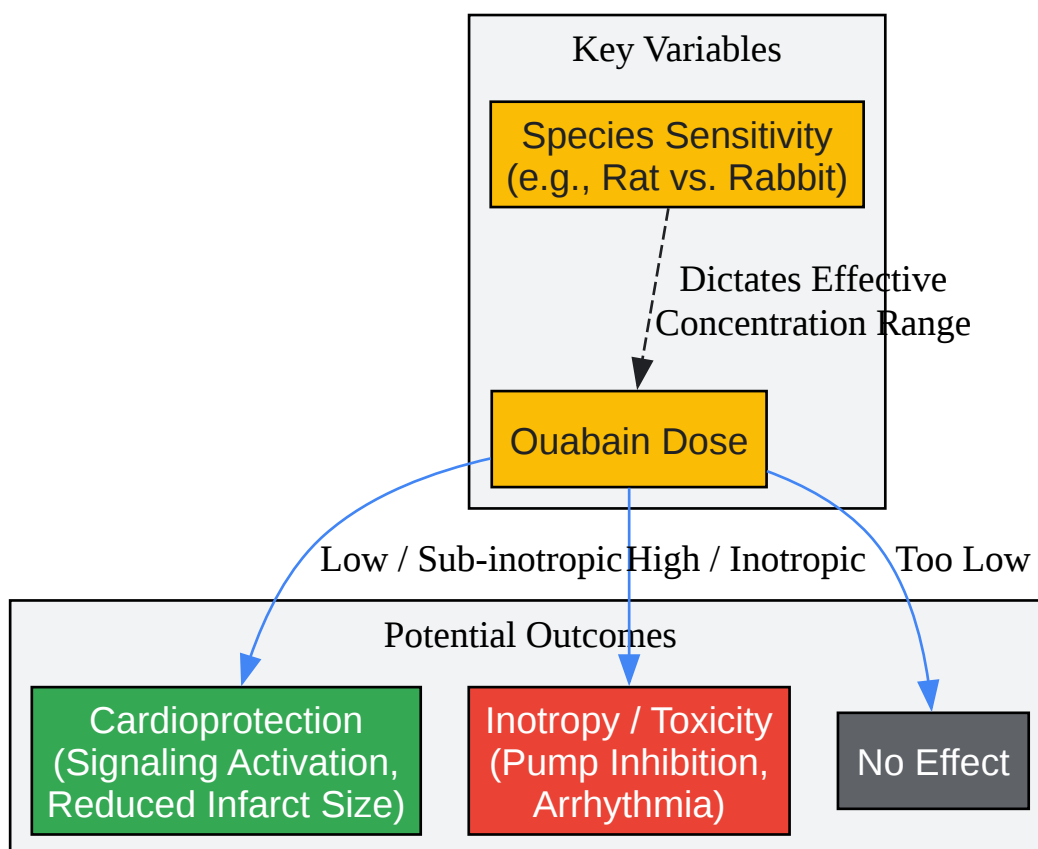 Key Variables
Species Sensitivity
(e.g., Rat vs. Rabbit)
Dictates Effective
Concentration Range
Ouabain Dose
Low / Sub-inotropic
High / Inotropic
Too Low
Potential Outcomes
Cardioprotection
(Signaling Activation,
Reduced Infarct Size)
Inotropy / Toxicity
(Pump Inhibition,
Arrhythmia)
No Effect